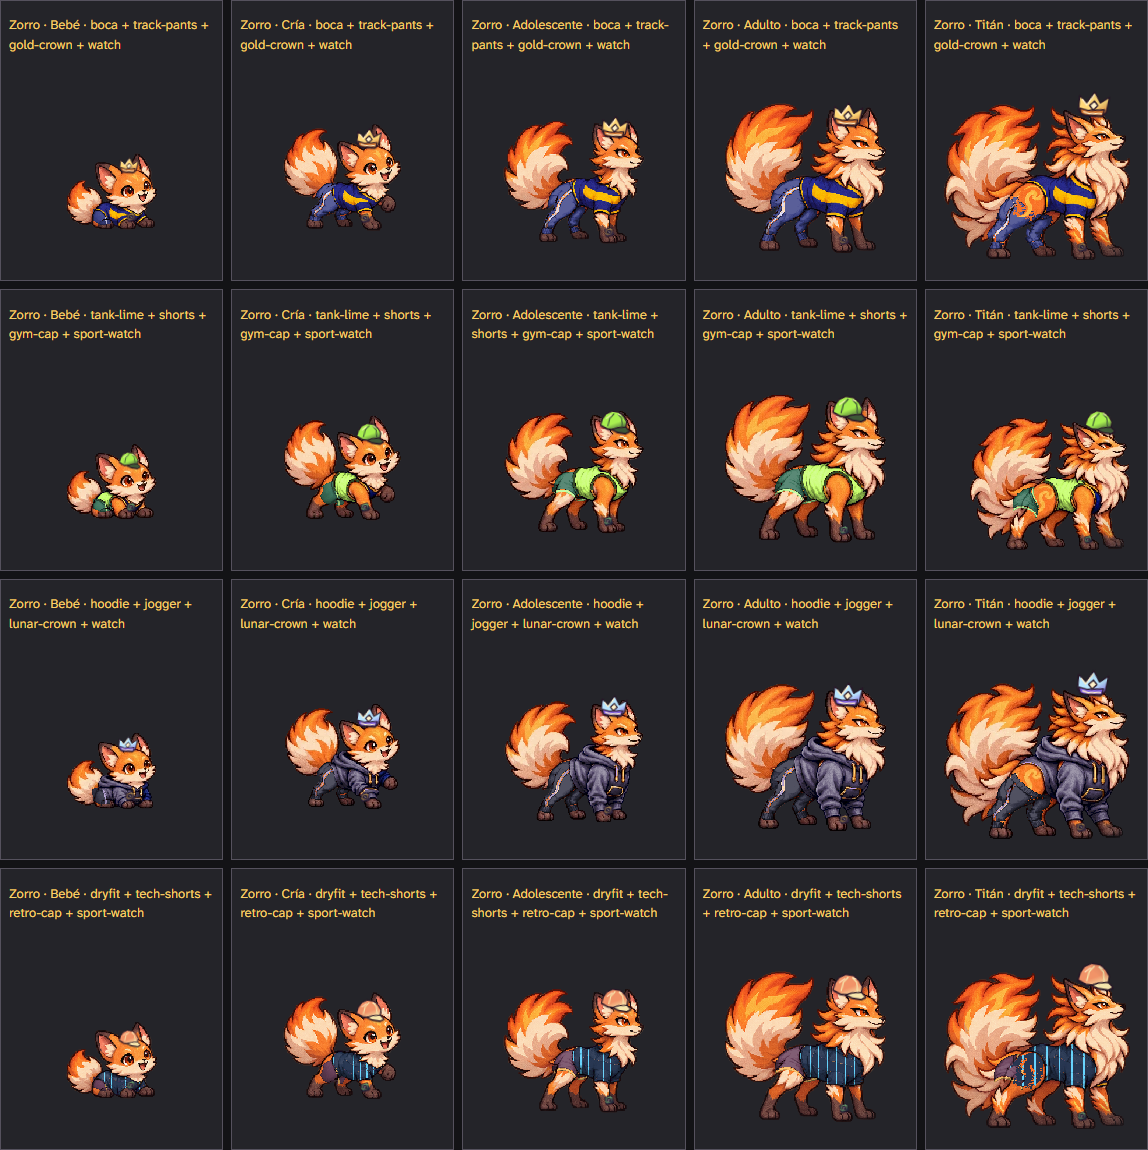 Zorro · Bebé · boca + track-pants +
gold-crown + watch
Zorro · Cría · boca + track-pants +
gold-crown + watch
Zorro · Adolescente · boca + track-
pants + gold-crown + watch
Zorro · Adulto · boca + track-pants
+ gold-crown + watch
Zorro · Titán · boca + track-pants +
gold-crown + watch
Zorro · Bebé · tank-lime + shorts +
gym-cap + sport-watch
Zorro · Cría · tank-lime + shorts +
gym-cap + sport-watch
Zorro · Adolescente · tank-lime +
shorts + gym-cap + sport-watch
Zorro · Adulto · tank-lime + shorts +
gym-cap + sport-watch
Zorro · Titán · tank-lime + shorts +
gym-cap + sport-watch
Zorro · Bebé · hoodie + jogger +
lunar-crown + watch
Zorro · Cría · hoodie + jogger +
lunar-crown + watch
Zorro · Adolescente · hoodie +
jogger + lunar-crown + watch
Zorro · Adulto · hoodie + jogger +
lunar-crown + watch
Zorro · Titán · hoodie + jogger +
lunar-crown + watch
Zorro · Bebé · dryfit + tech-shorts +
retro-cap + sport-watch
Zorro · Cría · dryfit + tech-shorts +
retro-cap + sport-watch
Zorro · Adolescente · dryfit + tech-
shorts + retro-cap + sport-watch
Zorro · Adulto · dryfit + tech-shorts
+ retro-cap + sport-watch
Zorro · Titán · dryfit + tech-shorts +
retro-cap + sport-watch